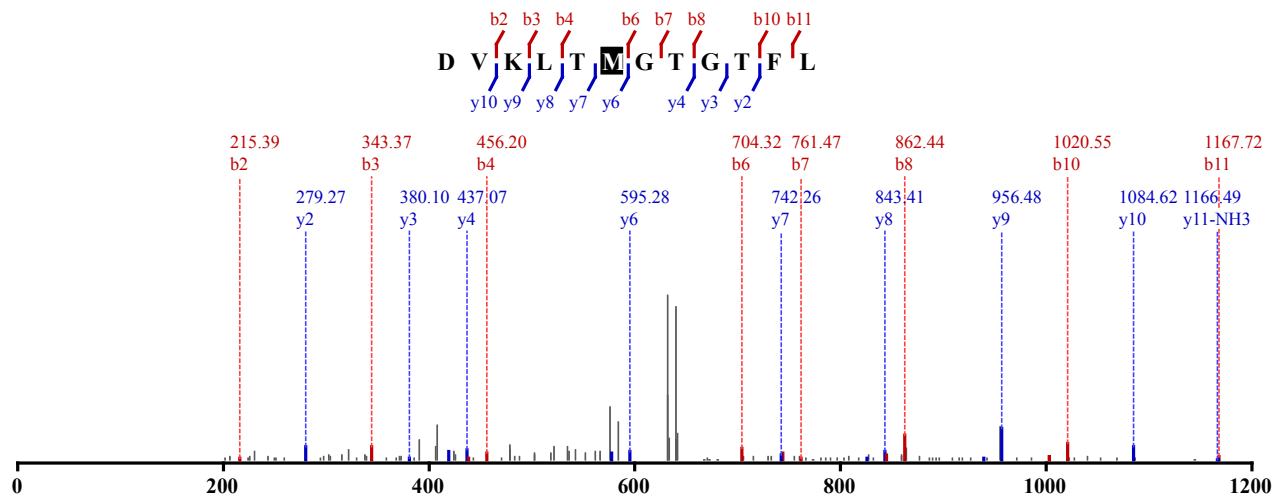 b2 b3 b4 b6 b7 b8 b10 b11
D V K L T M G T G T F L
y10 y9 y8 y7 y6 y4 y3 y2
215.39 343.37 456.20 704.32 761.47 862.44 1020.55 1167.72
b2 b3 b4 b6 b7 b8 b10 b11
279.27 380.10 437.07 595.28 742.26 843.41 956.48 1084.62 1166.49
y2 y3 y4 y6 y7 y8 y9 y10 y11-NH3
0 200 400 600 800 1000 1200